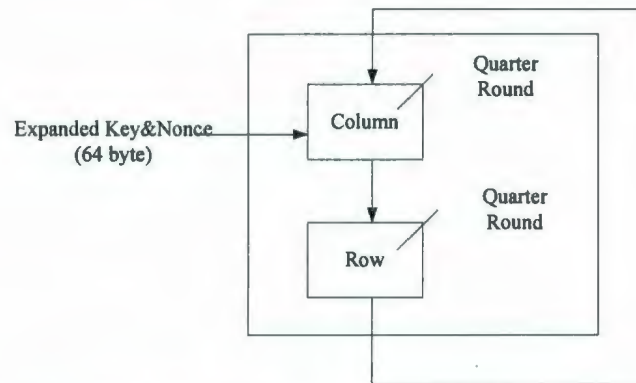 Quarter
Round
Column
Expanded Key&Nonce
(64 byte)
Quarter
Round
Row